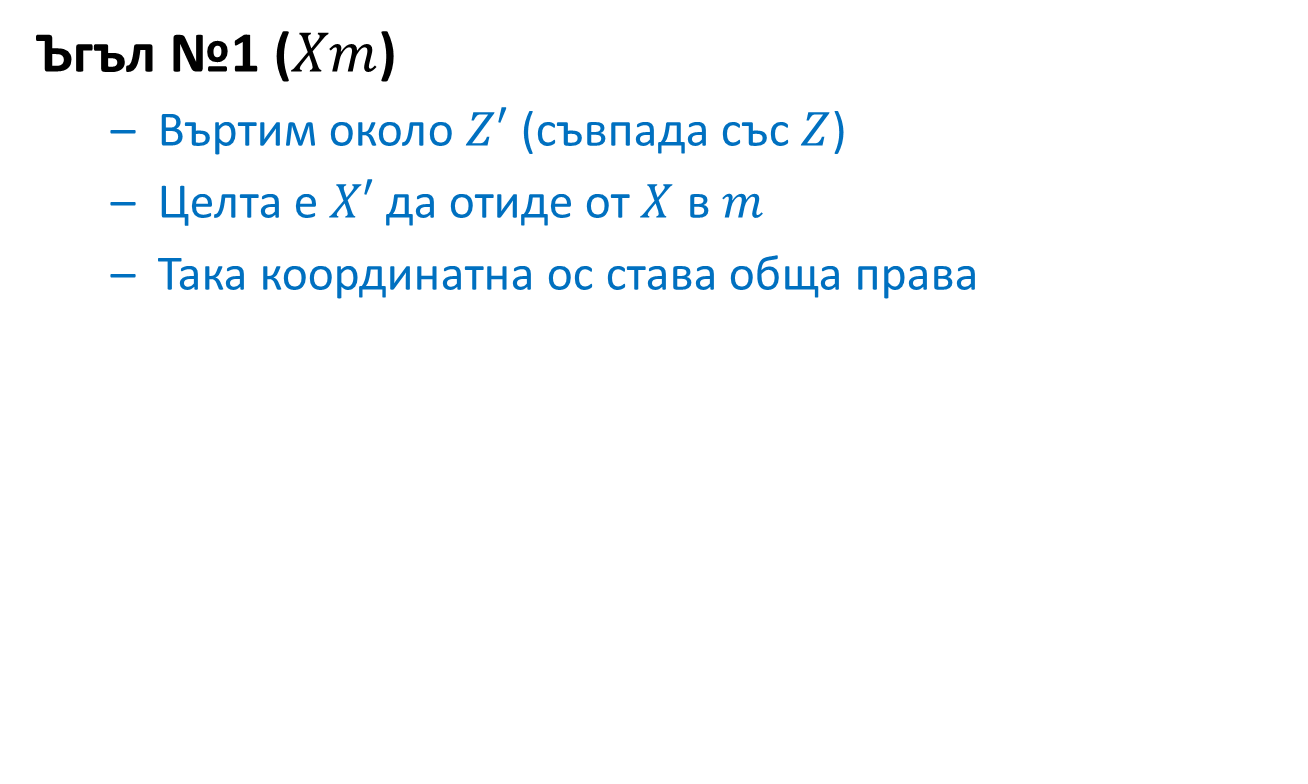 Ъгъл №1 (𝑋𝑚)
– Въртим около 𝑍′ (съвпада със 𝑍)
– Целта е 𝑋′ да отиде от 𝑋 в 𝑚
– Така координатна ос става обща права